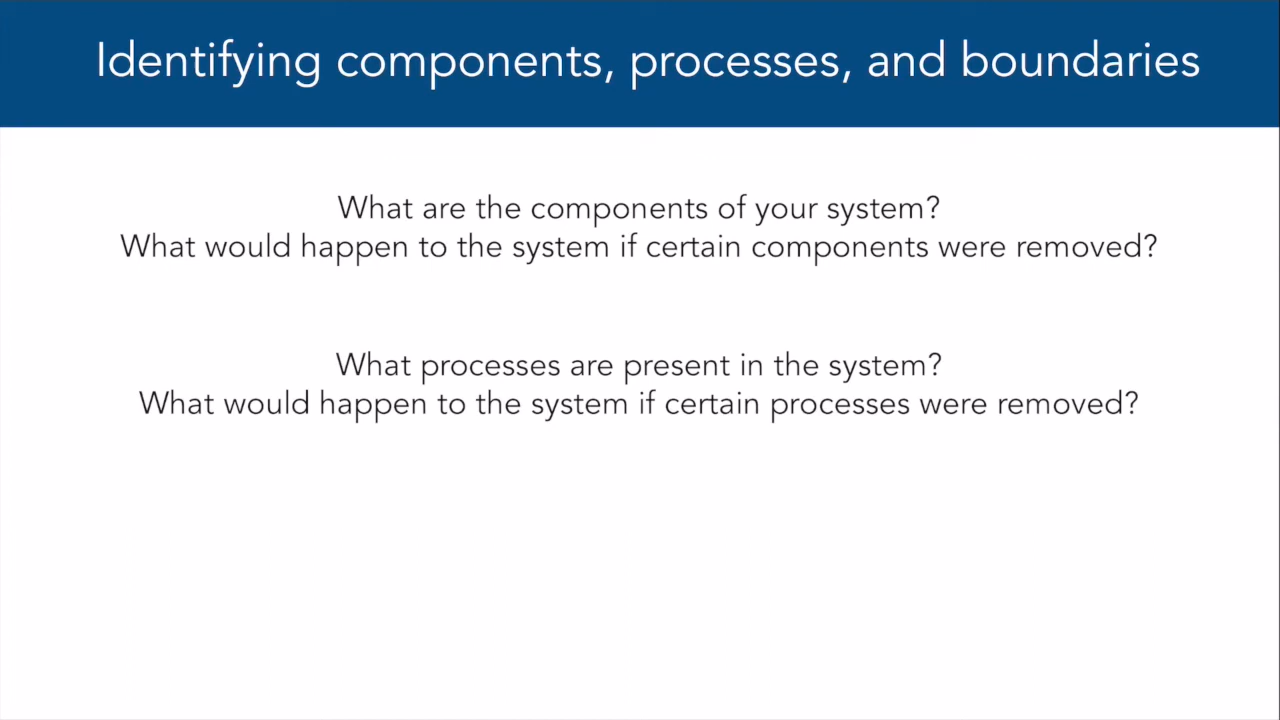 Identifying components, processes, and boundaries
What are the components of your system?
What would happen to the system if certain components were removed?
What processes are present in the system?
What would happen to the system if certain processes were removed?